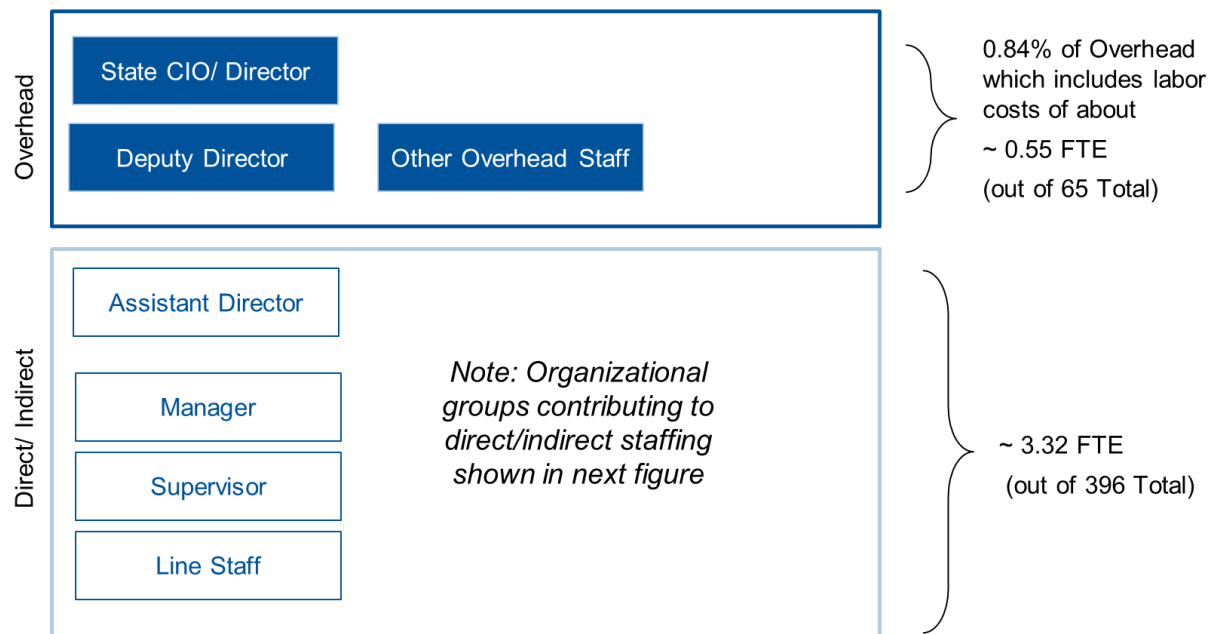 Overhead
State CIO/ Director
Deputy Director
Other Overhead Staff
0.84% of Overhead
which includes labor
costs of about
~ 0.55 FTE
(out of 65 Total)
Direct/ Indirect
Assistant Director
Manager
Supervisor
Line Staff
Note: Organizational
groups contributing to
direct/indirect staffing
shown in next figure
~ 3.32 FTE
(out of 396 Total)